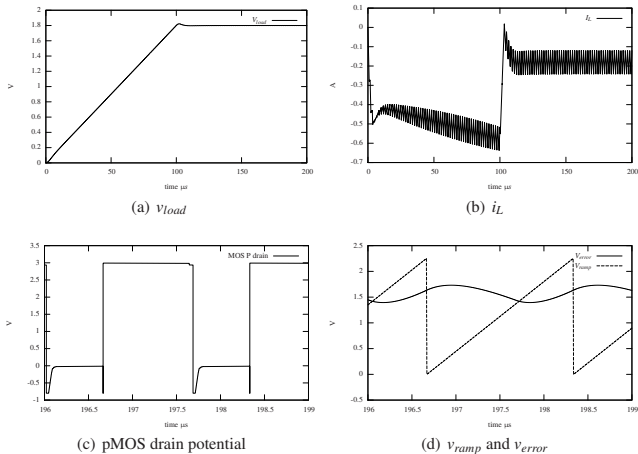 2
1.8
1.6
1.4
1.2
1
0.8
0.6
0.4
0.2
0
V
V_load
0 50 100 150 200
time μs
(a) v_load
0.1
0
-0.1
-0.2
-0.3
-0.4
-0.5
-0.6
-0.7
A
I_L
0 50 100 150 200
time μs
(b) i_L
3.5
3
2.5
2
1.5
1
0.5
0
-0.5
-1
V
MOS P drain
196 196.5 197 197.5 198 198.5 199
time μs
(c) pMOS drain potential
2.5
2
1.5
1
0.5
0
-0.5
V
V_error
V_ramp
196 196.5 197 197.5 198 198.5 199
time μs
(d) v_ramp and v_error